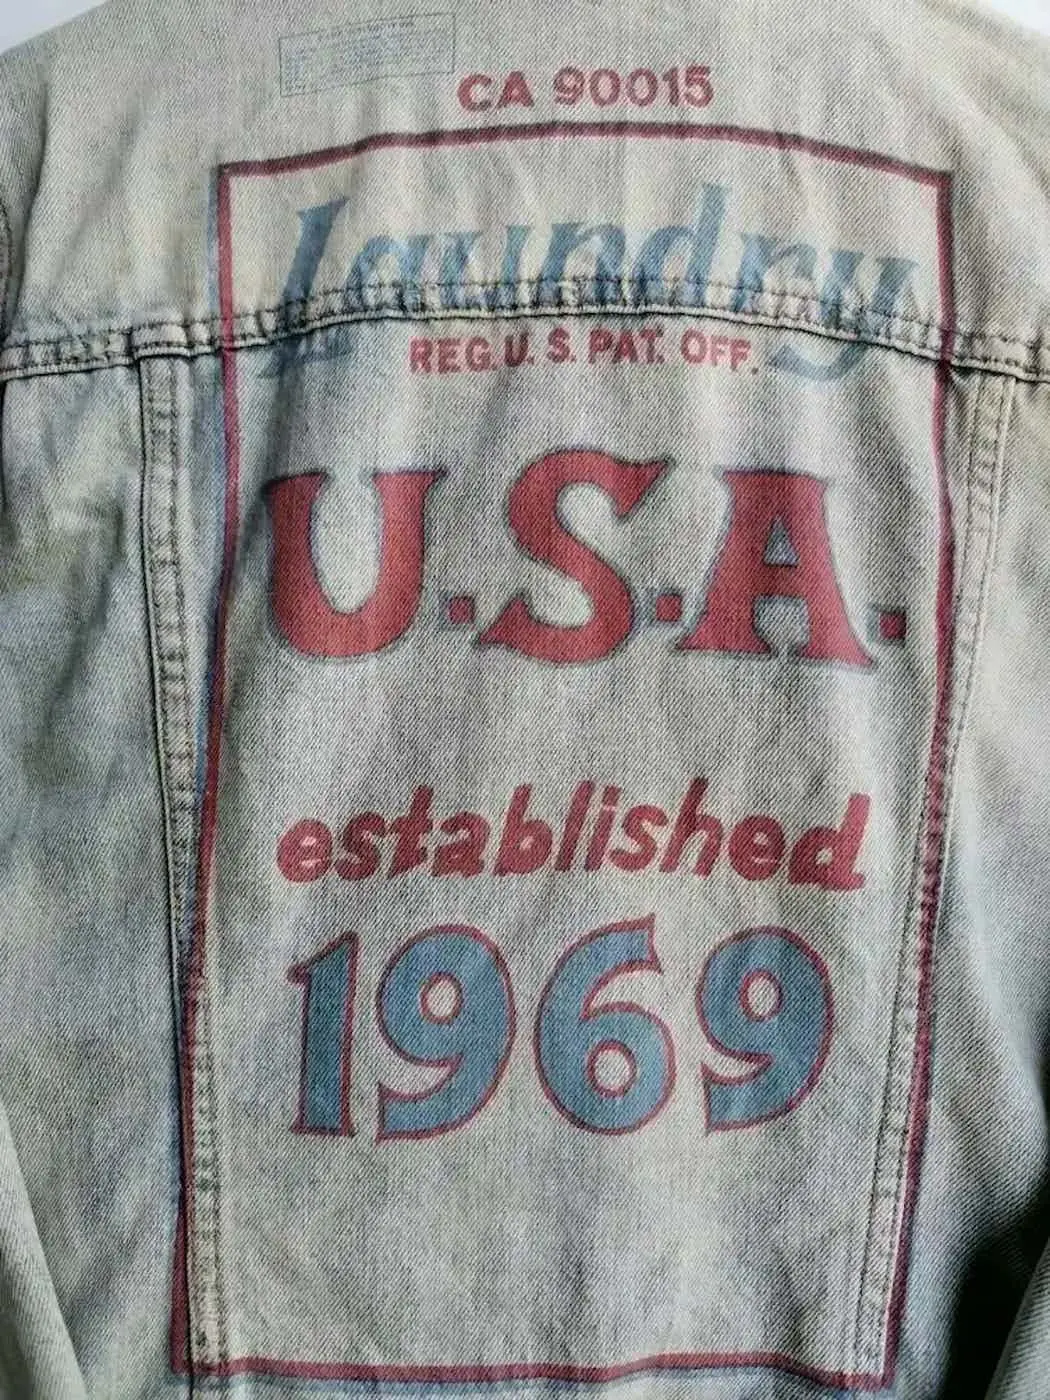 CA 90015
Laundry
REG. U. S. PAT. OFF.
U.S.A.
established
1969